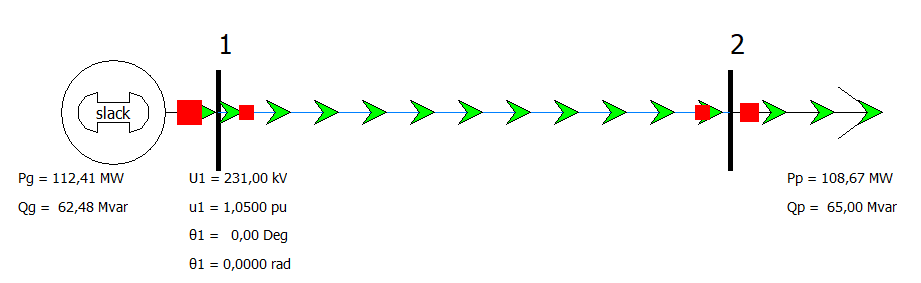 1
2
slack
Pg = 112,41 MW
Qg =  62,48 Mvar
U1 = 231,00 kV
u1 = 1,0500 pu
θ1 =   0,00 Deg
θ1 = 0,0000 rad
Pp = 108,67 MW
Qp =  65,00 Mvar